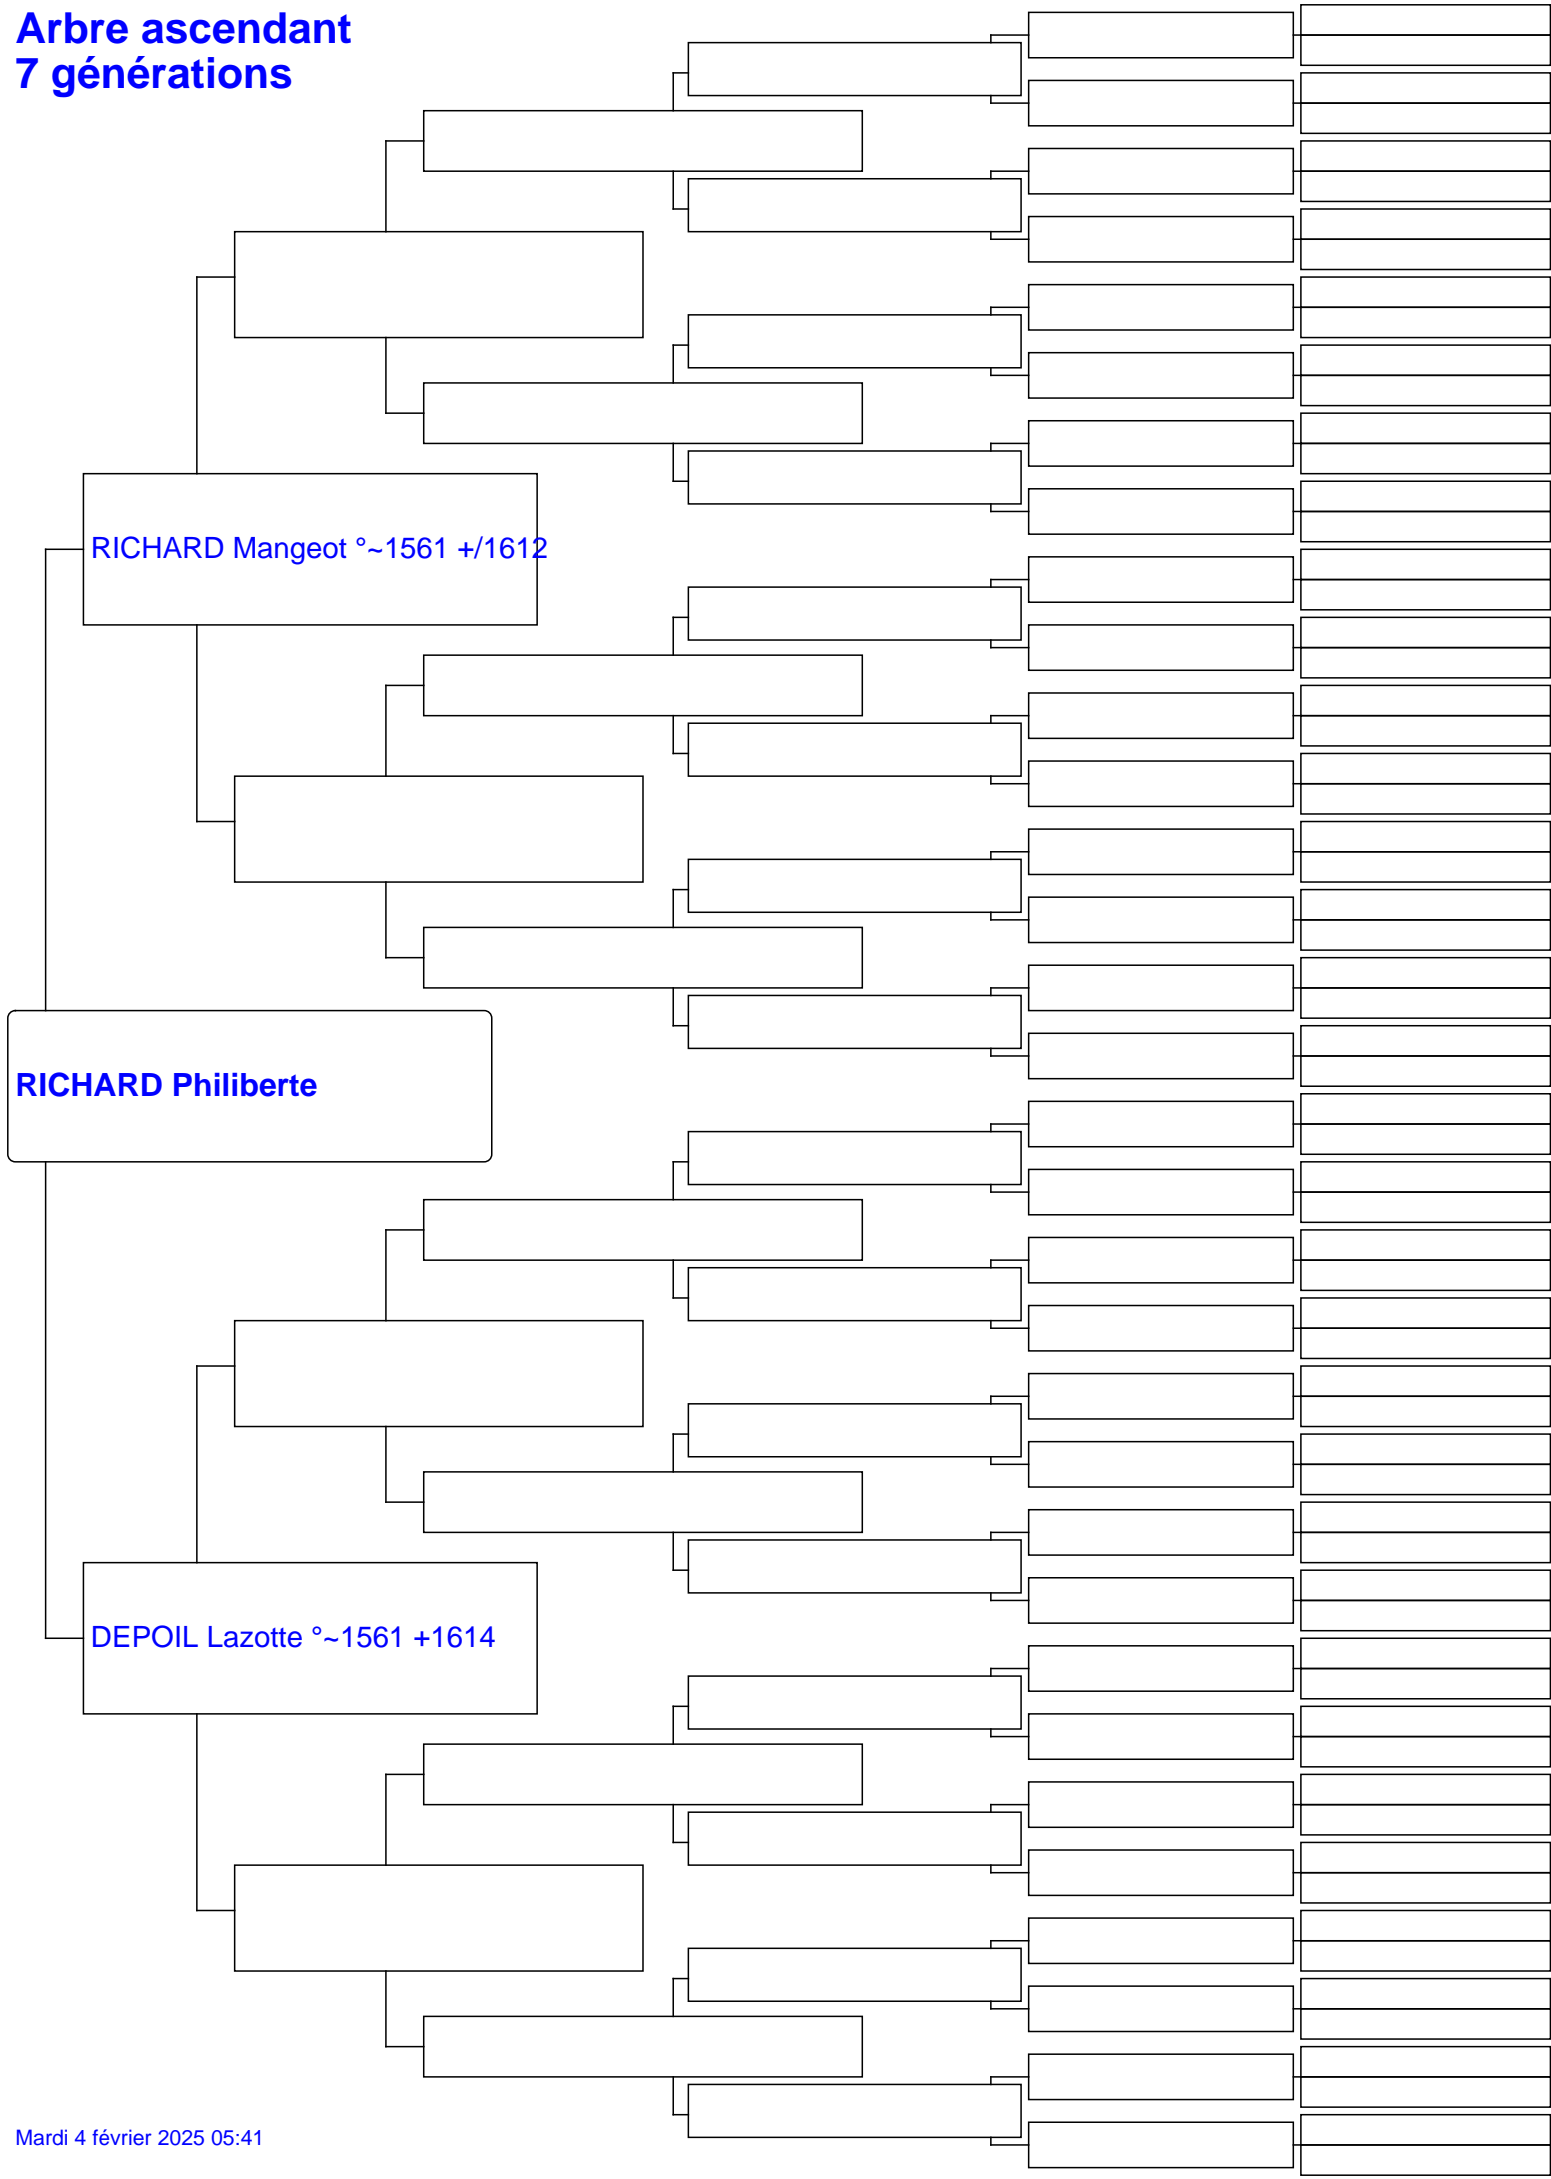 Arbre ascendant
7 générations
RICHARD Mangeot °~1561 +/1612
RICHARD Philiberte
DEPOIL Lazotte °~1561 +1614
Mardi 4 février 2025 05:41